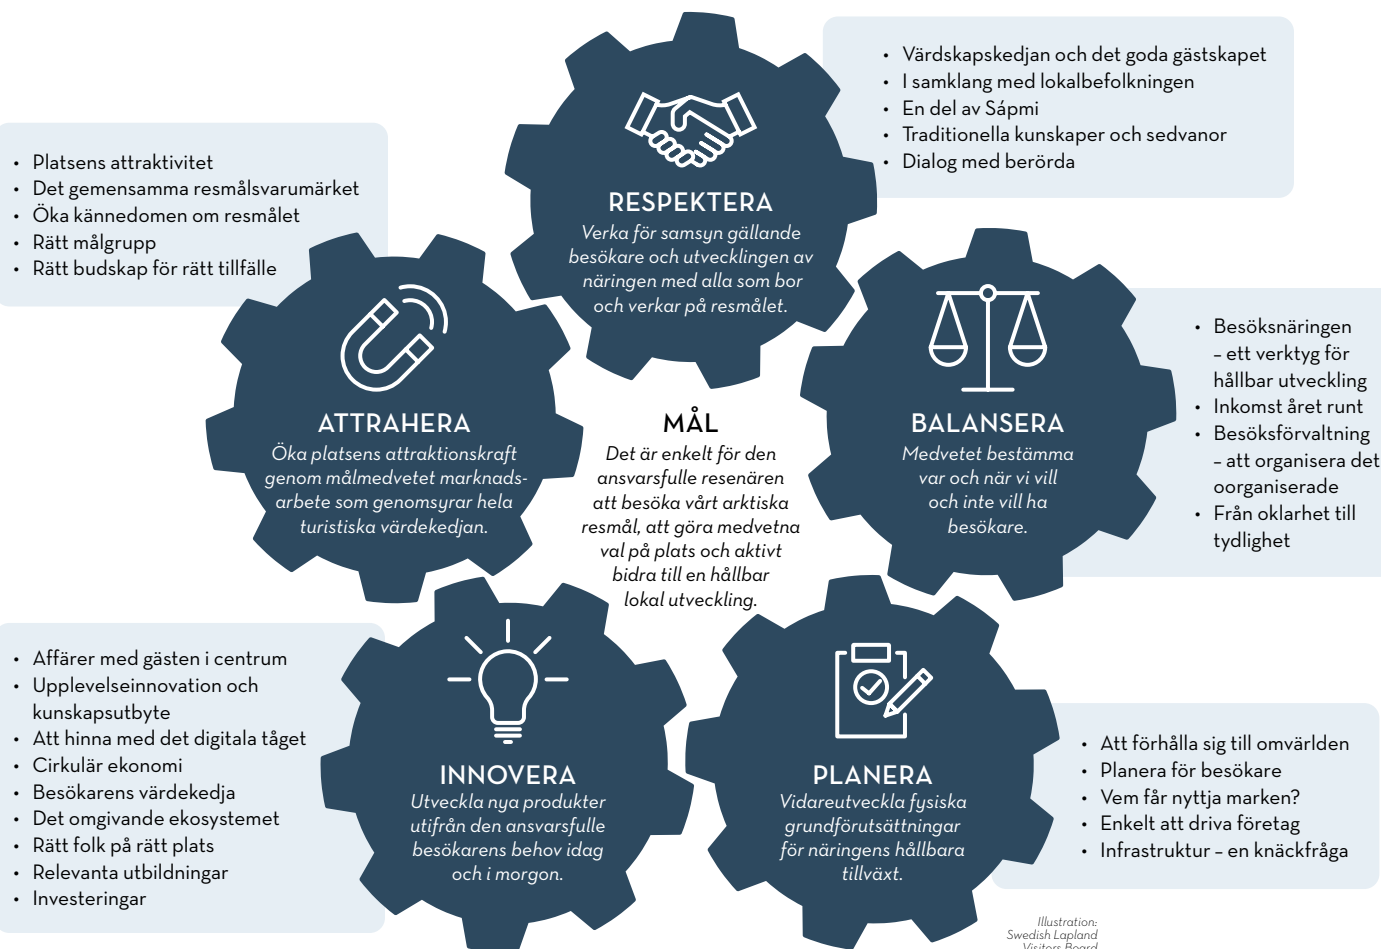 • Värdskapskedjan och det goda gästskapet
• I samklang med lokalbefolkningen
• En del av Sápmi
• Traditionella kunskaper och sedvanor
• Dialog med berörda
RESPEKTERA
Verka för samsyn gällande
besökare och utvecklingen av
näringen med alla som bor
och verkar på resmålet.
• Platsens attraktivitet
• Det gemensamma resmålsvarumärket
• Öka kännedomen om resmålet
• Rätt målgrupp
• Rätt budskap för rätt tillfälle
ATTRAHERA
Öka platsens attraktionskraft
genom målmedvetet marknads-
arbete som genomsyrar hela
turistiska värdekedjan.
MÅL
Det är enkelt för den
ansvarsfulle resenären
att besöka vårt arktiska
resmål, att göra medvetna
val på plats och aktivt
bidra till en hållbar
lokal utveckling.
BALANSERA
Medvetet bestämma
var och när vi vill
och inte vill ha
besökare.
• Besöksnäringen
– ett verktyg för
hållbar utveckling
• Inkomst året runt
• Besöksförvaltning
– att organisera det
oorganiserade
• Från oklarhet till
tydlighet
• Affärer med gästen i centrum
• Upplevelseinnovation och
kunskapsutbyte
• Att hinna med det digitala tåget
• Cirkulär ekonomi
• Besökarens värdekedja
• Det omgivande ekosystemet
• Rätt folk på rätt plats
• Relevanta utbildningar
• Investeringar
INNOVERA
Utveckla nya produkter
utifrån den ansvarsfulle
besökarens behov idag
och i morgon.
PLANERA
Vidareutveckla fysiska
grundförutsättningar
för näringens hållbara
tillväxt.
• Att förhålla sig till omvärlden
• Planera för besökare
• Vem får nyttja marken?
• Enkelt att driva företag
• Infrastruktur – en knäckfråga
Illustration:
Swedish Lapland
Visitors Board